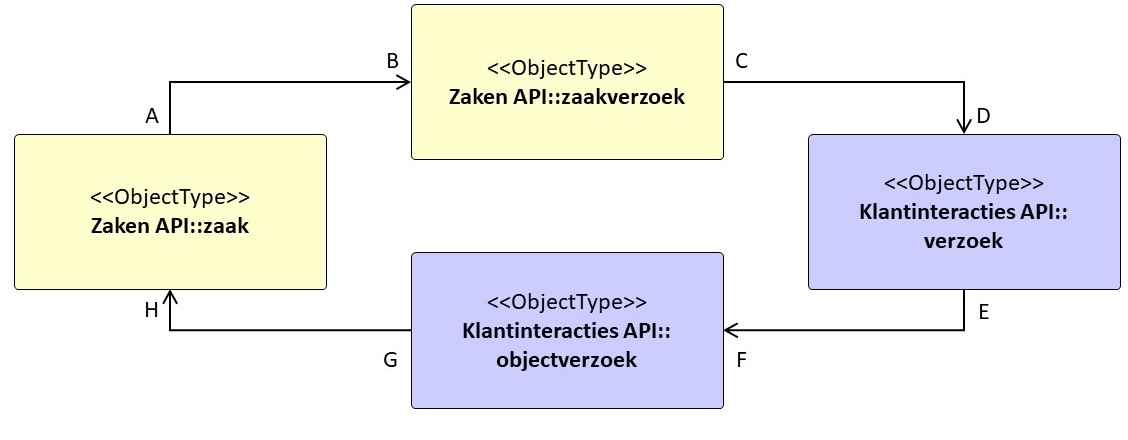 <<ObjectType>>
Zaken API::zaakverzoek
B
C
A
D
<<ObjectType>>
Zaken API::zaak
<<ObjectType>>
Klantinteracties API::
verzoek
<<ObjectType>>
Klantinteracties API::
objectverzoek
H
E
G
F